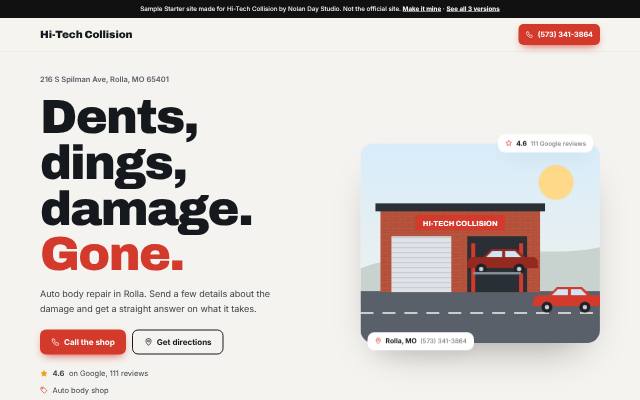 Sample Starter site made for Hi-Tech Collision by Nolan Day Studio. Not the official site. Make it mine · See all 3 versions
Hi-Tech Collision
(573) 341-3864
216 S Spilman Ave, Rolla, MO 65401
Dents,
dings,
damage.
Gone.
Auto body repair in Rolla. Send a few details about the
damage and get a straight answer on what it takes.
Call the shop
Get directions
4.6 on Google, 111 reviews
Auto body shop
4.6 111 Google reviews
HI-TECH COLLISION
Rolla, MO (573) 341-3864